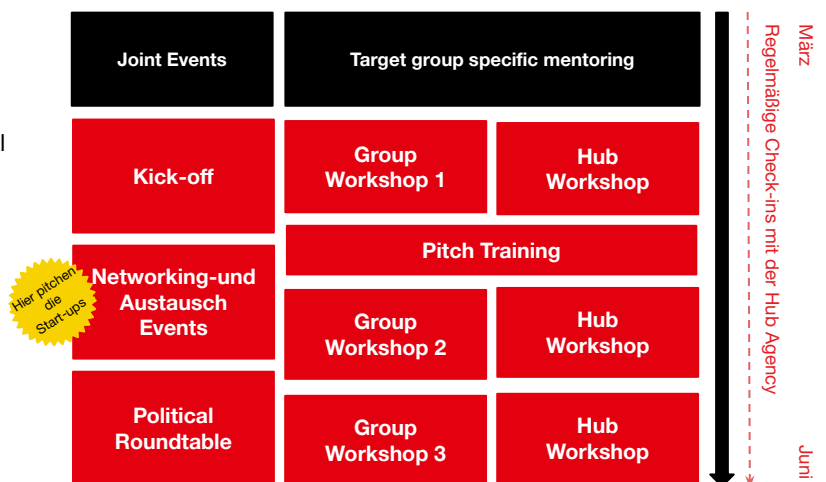 Joint Events
Target group specific mentoring
l
Kick-off
Group
Workshop 1
Hub
Workshop
Pitch Training
Hier pitchen
die
Start-ups
Networking-und
Austausch
Events
Group
Workshop 2
Hub
Workshop
Political
Roundtable
Group
Workshop 3
Hub
Workshop
März
Regelmäßige Check-ins mit der Hub Agency
Juni